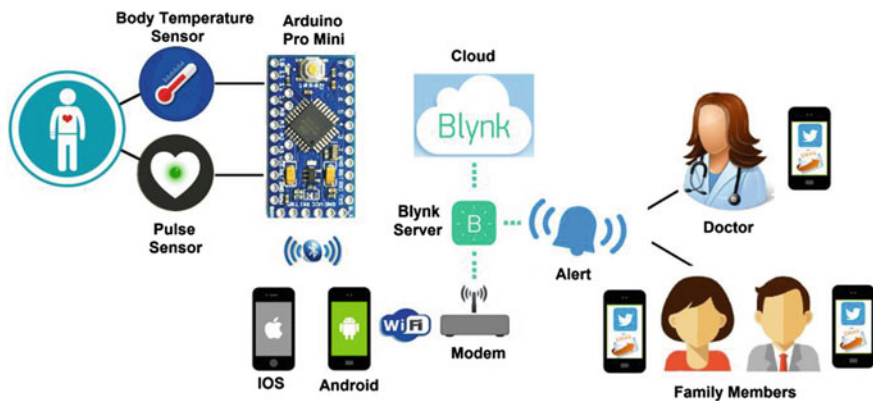 Body Temperature
Sensor
Arduino
Pro Mini
Pulse
Sensor
IOS
Android
WiFi
Modem
Cloud
Blynk
Blynk
Server
B
Alert
Doctor
Family Members